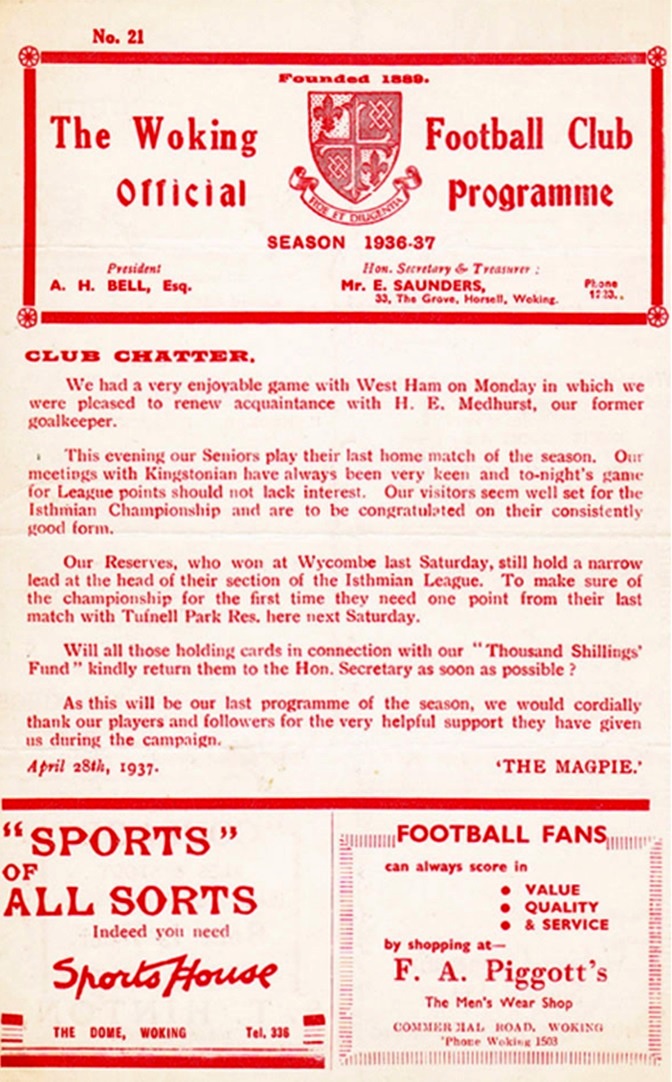 No. 21
Founded 1889.
The Woking Football Club
Official Programme
FIDE ET DILIGENTIA
SEASON 1936-37
President
A. H. BELL, Esq.
Hon. Secretary & Treasurer :
Mr. E. SAUNDERS,
33, The Grove, Horsell, Woking.
Phone
CLUB CHATTER.
We had a very enjoyable game with West Ham on Monday in which we
were pleased to renew acquaintance with H. E. Medhurst, our former
goalkeeper.
This evening our Seniors play their last home match of the season. Our
meetings with Kingstonian have always been very keen and to-night's game
for League points should not lack interest. Our visitors seem well set for the
Isthmian Championship and are to be congratulated on their consistently
good form.
Our Reserves, who won at Wycombe last Saturday, still hold a narrow
lead at the head of their section of the Isthmian League. To make sure of
the championship for the first time they need one point from their last
match with Tufnell Park Res. here next Saturday.
Will all those holding cards in connection with our "Thousand Shillings'
Fund" kindly return them to the Hon. Secretary as soon as possible ?
As this will be our last programme of the season, we would cordially
thank our players and followers for the very helpful support they have given
us during the campaign.
April 28th, 1937. 'THE MAGPIE.'
"SPORTS"
OF
ALL SORTS
Indeed you need
Sports House
THE DOME, WOKING Tel. 336
FOOTBALL FANS
can always score in
● VALUE
● QUALITY
● & SERVICE
by shopping at—
F. A. Piggott's
The Men's Wear Shop
COMMERCIAL ROAD, WOKING
'Phone Woking 1503